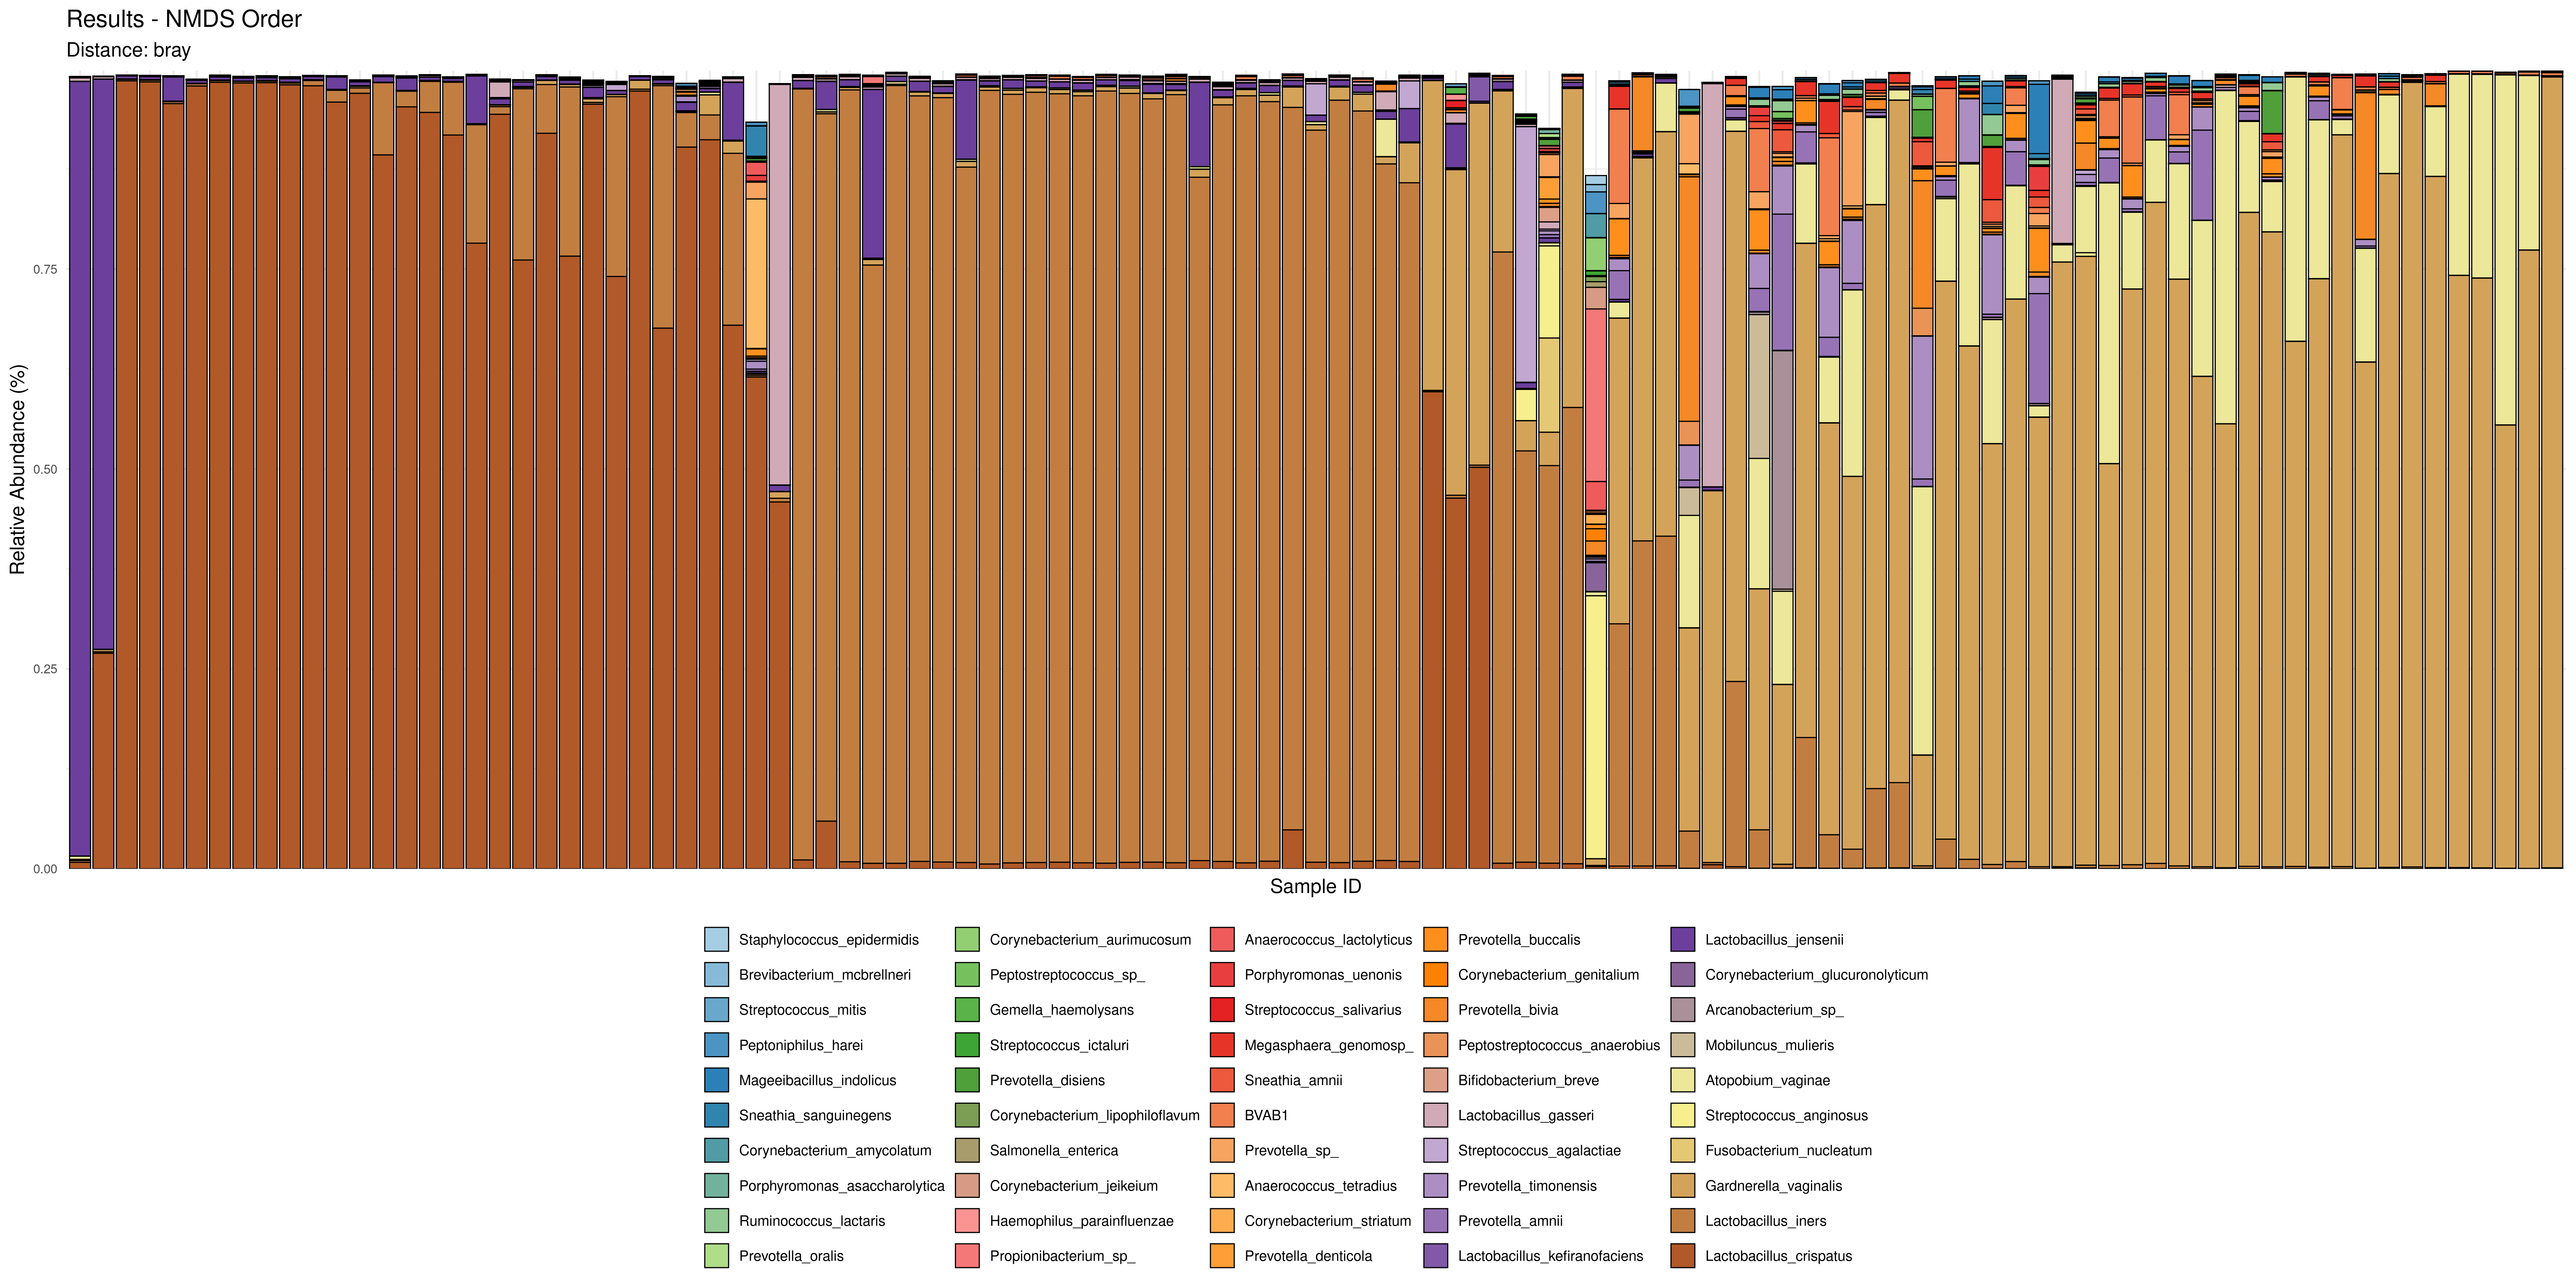 Results - NMDS Order
Distance: bray
Relative Abundance (%)
0.75
0.50
0.25
0.00
Sample ID
Staphylococcus_epidermidis
Brevibacterium_mcbrellneri
Streptococcus_mitis
Peptoniphilus_harei
Mageeibacillus_indolicus
Sneathia_sanguinegens
Corynebacterium_amycolatum
Porphyromonas_asaccharolytica
Ruminococcus_lactaris
Prevotella_oralis
Corynebacterium_aurimucosum
Peptostreptococcus_sp_
Gemella_haemolysans
Streptococcus_ictaluri
Prevotella_disiens
Corynebacterium_lipophiloflavum
Salmonella_enterica
Corynebacterium_jeikeium
Haemophilus_parainfluenzae
Propionibacterium_sp_
Anaerococcus_lactolyticus
Porphyromonas_uenonis
Streptococcus_salivarius
Megasphaera_genomosp_
Sneathia_amnii
BVAB1
Prevotella_sp_
Anaerococcus_tetradius
Corynebacterium_striatum
Prevotella_denticola
Prevotella_buccalis
Corynebacterium_genitalium
Prevotella_bivia
Peptostreptococcus_anaerobius
Bifidobacterium_breve
Lactobacillus_gasseri
Streptococcus_agalactiae
Prevotella_timonensis
Prevotella_amnii
Lactobacillus_kefiranofaciens
Lactobacillus_jensenii
Corynebacterium_glucuronolyticum
Arcanobacterium_sp_
Mobiluncus_mulieris
Atopobium_vaginae
Streptococcus_anginosus
Fusobacterium_nucleatum
Gardnerella_vaginalis
Lactobacillus_iners
Lactobacillus_crispatus